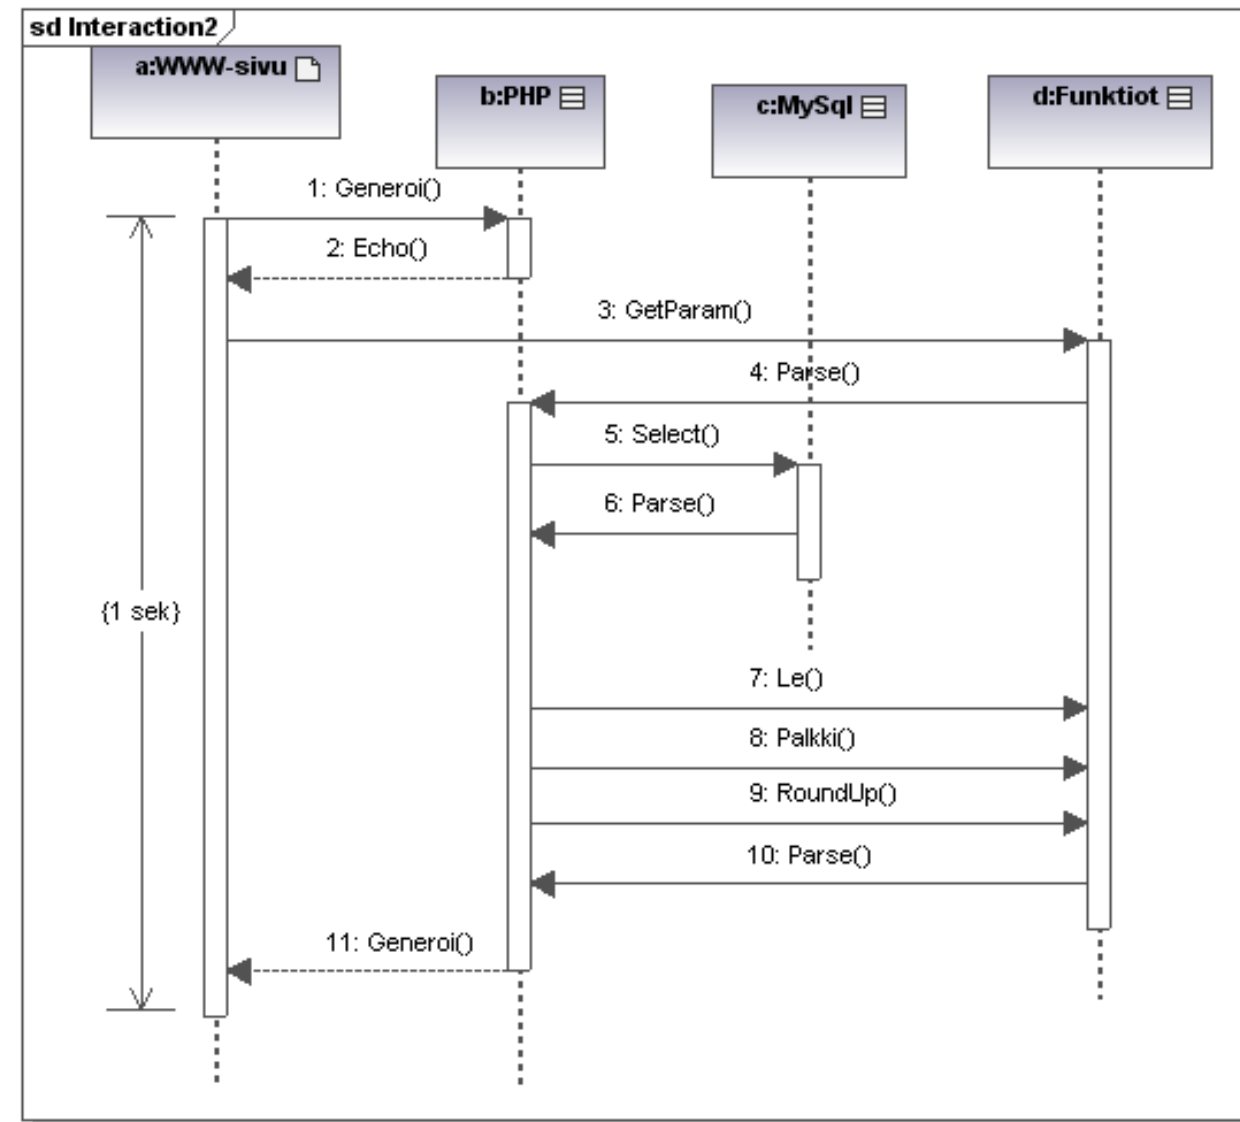 sd Interaction2
a:WWW-sivu
b:PHP
c:MySql
d:Funktiot
1: Generoi()
2: Echo()
3: GetParam()
4: Parse()
5: Select()
6: Parse()
{1 sek}
7: Le()
8: Palkki()
9: RoundUp()
10: Parse()
11: Generoi()